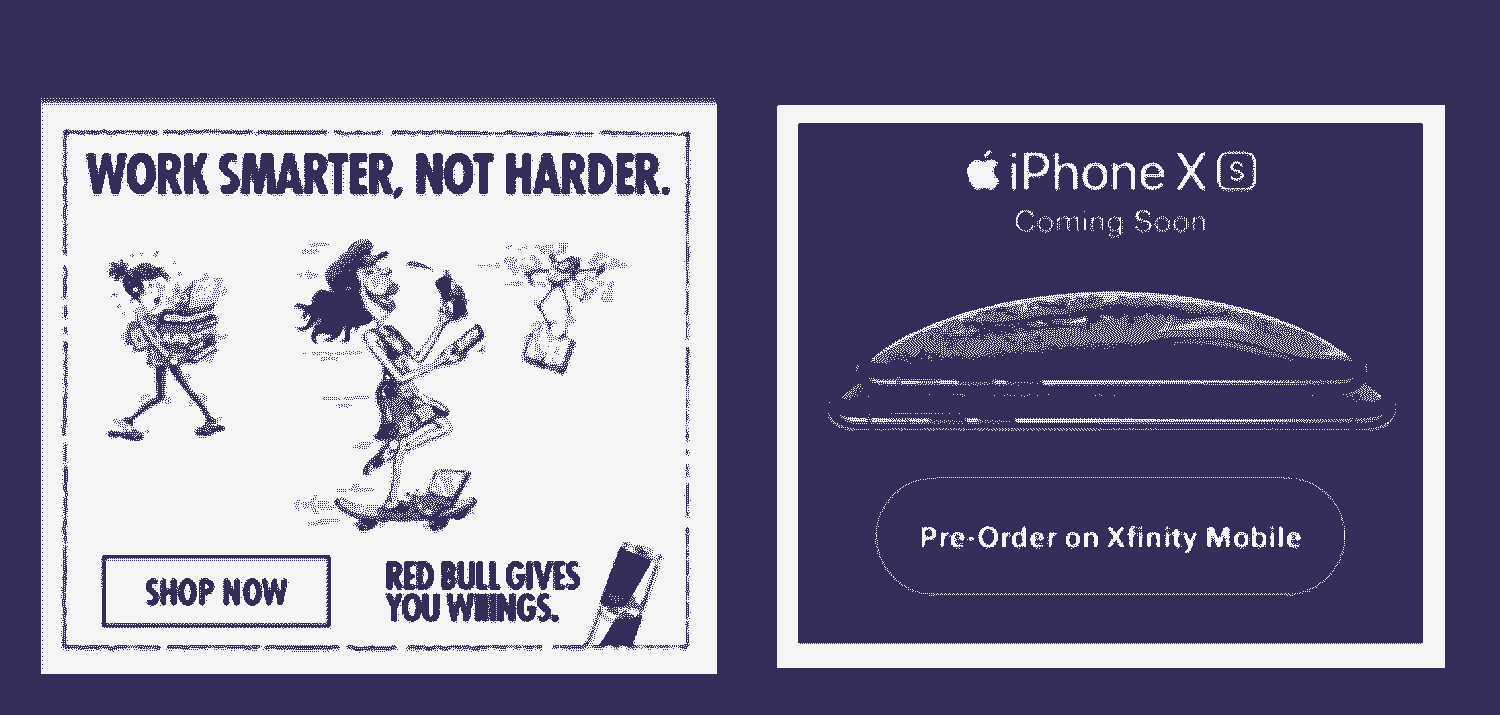 WORK SMARTER, NOT HARDER.
SHOP NOW
RED BULL GIVES
YOU WIIINGS.
iPhone X S
Coming Soon
Pre-Order on Xfinity Mobile